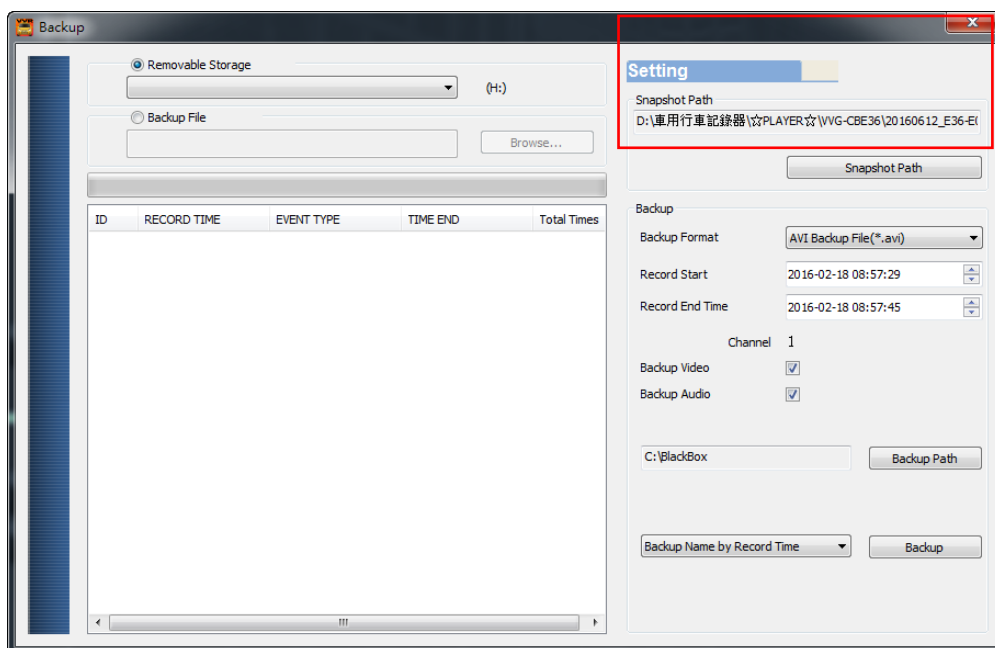 Backup
Removable Storage
(H:)
Backup File
Browse...
ID RECORD TIME EVENT TYPE TIME END Total Times
Setting
Snapshot Path
D:\車用行車記錄器\☆PLAYER☆\VVG-CBE36\20160612_E36-E(
Snapshot Path
Backup
Backup Format AVI Backup File(*.avi)
Record Start 2016-02-18 08:57:29
Record End Time 2016-02-18 08:57:45
Channel 1
Backup Video
Backup Audio
C:\BlackBox Backup Path
Backup Name by Record Time Backup